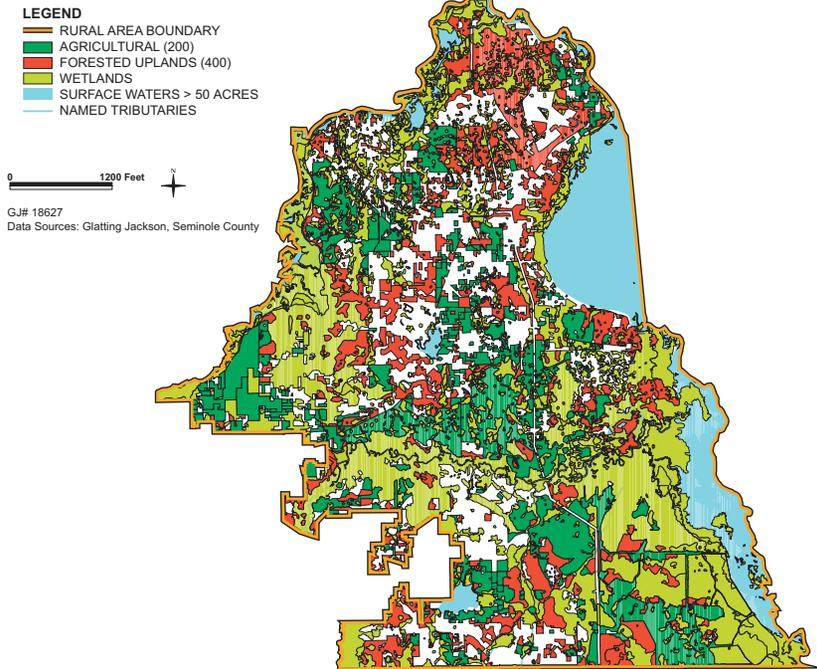 LEGEND
RURAL AREA BOUNDARY
AGRICULTURAL (200)
FORESTED UPLANDS (400)
WETLANDS
SURFACE WATERS > 50 ACRES
NAMED TRIBUTARIES
0 1200 Feet
N
GJ# 18627
Data Sources: Glatting Jackson, Seminole County